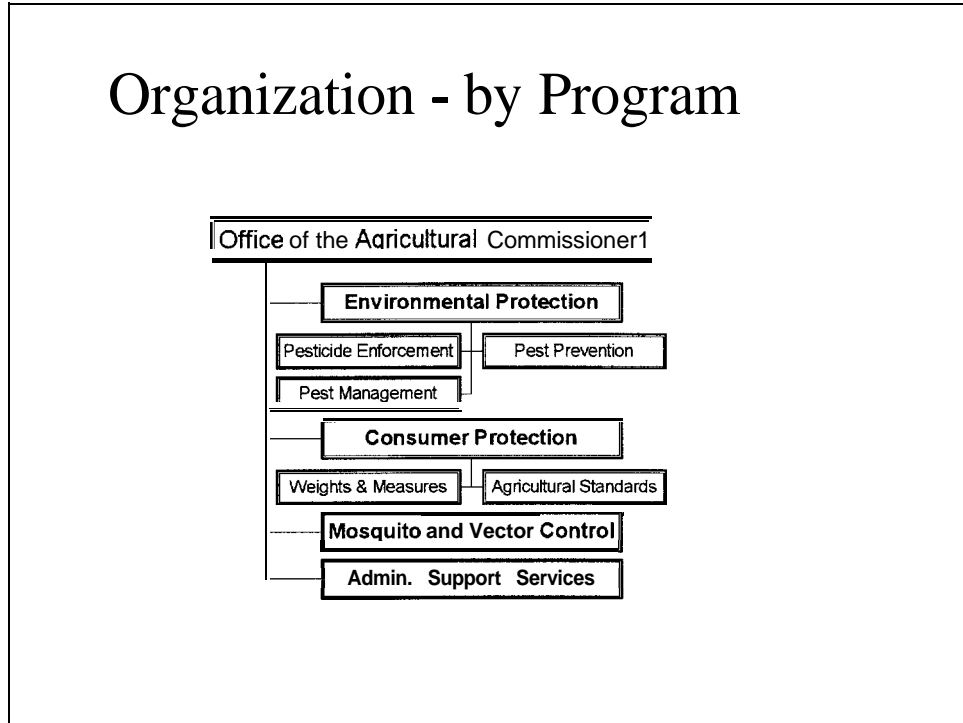 Organization - by Program
Office of the Agricultural Commissioner1
Environmental Protection
Pesticide Enforcement
Pest Prevention
Pest Management
Consumer Protection
Weights & Measures
Agricultural Standards
Mosquito and Vector Control
Admin. Support Services